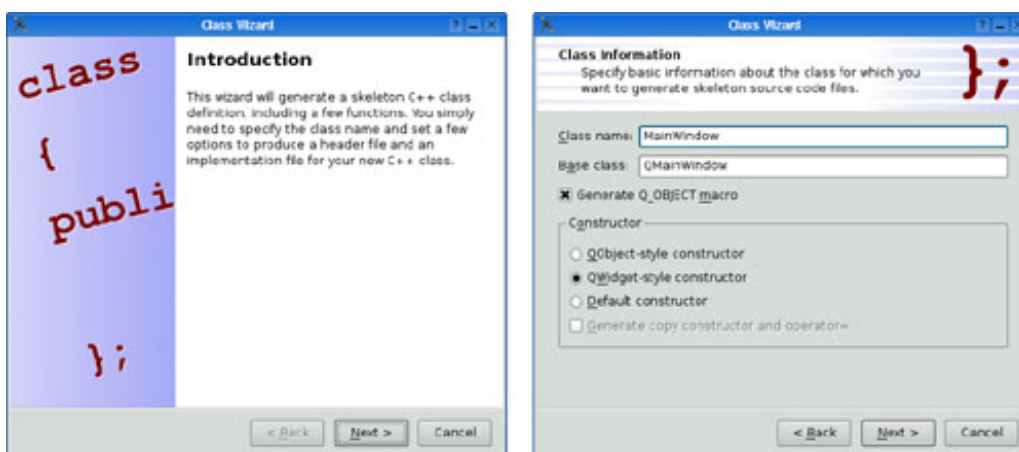 Class Wizard
class
{
publi
};
Introduction
This wizard will generate a skeleton C++ class
definition, including a few functions. You simply
need to specify the class name and set a few
options to produce a header file and an
implementation file for your new C++ class.
< Back
Next >
Cancel
Class Wizard
Class Information
Specify basic information about the class for which you
want to generate skeleton source code files.
};
Class name: MainWindow
Base class: QMainWindow
Generate Q_OBJECT macro
Constructor
QObject-style constructor
QWidget-style constructor
Default constructor
Generate copy constructor and operator=
< Back
Next >
Cancel